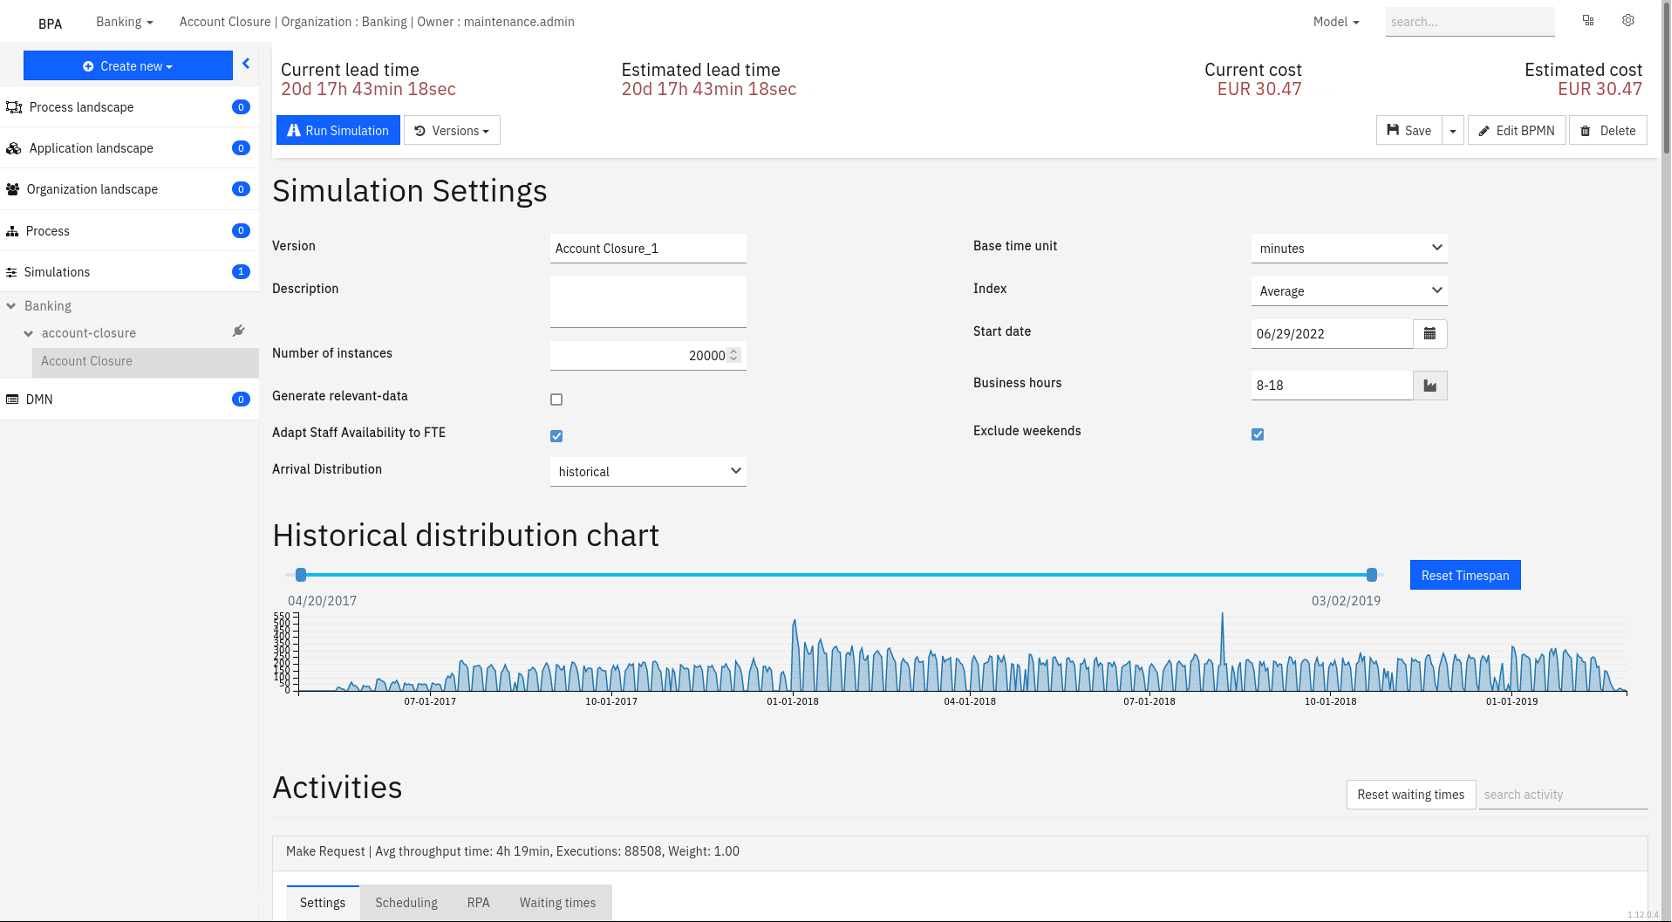 BPA
Banking
Account Closure | Organization : Banking | Owner : maintenance.admin
Model
search...
Create new
Current lead time
20d 17h 43min 18sec
Estimated lead time
20d 17h 43min 18sec
Current cost
EUR 30.47
Estimated cost
EUR 30.47
Run Simulation
Versions
Save
Edit BPMN
Delete
Process landscape 0
Application landscape 0
Organization landscape 0
Process 0
Simulations 1
Banking
account-closure
Account Closure
DMN 0
Simulation Settings
Version
Account Closure_1
Description
Number of instances
20000
Generate relevant-data
Adapt Staff Availability to FTE
Arrival Distribution
historical
Base time unit
minutes
Index
Average
Start date
06/29/2022
Business hours
8-18
Exclude weekends
Historical distribution chart
Reset Timespan
04/20/2017
03/02/2019
550
500
450
400
350
300
250
200
150
100
50
0
07-01-2017
10-01-2017
01-01-2018
04-01-2018
07-01-2018
10-01-2018
01-01-2019
Activities
Reset waiting times
search activity
Make Request | Avg throughput time: 4h 19min, Executions: 88508, Weight: 1.00
Settings
Scheduling
RPA
Waiting times
1.12.0.4